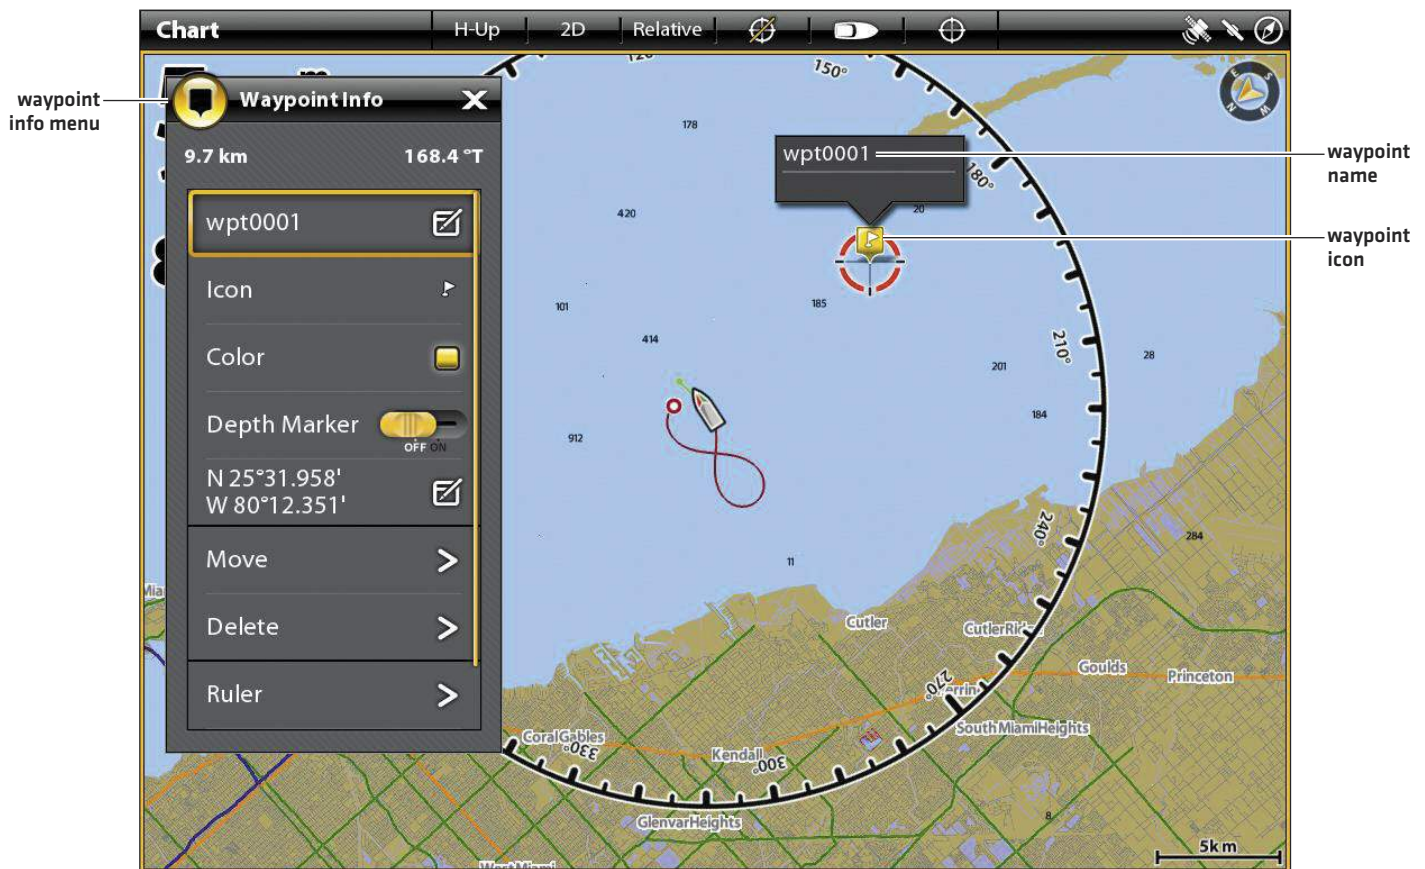 Chart
H-Up
2D
Relative
waypoint
info menu
Waypoint Info
9.7 km
168.4 °T
wpt0001
Icon
Color
Depth Marker
OFF ON
N 25°31.958'
W 80°12.351'
Move
Delete
Ruler
m
wpt0001
waypoint
name
waypoint
icon
150°
180°
210°
240°
270°
300°
330°
E
S
W
N
178
420
20
101
185
414
201
28
184
912
284
11
8
Cutler
Goulds
Princeton
SouthMiamiHeights
CoralGables
Kendall
GlenvarHeights
WestMiami
5km